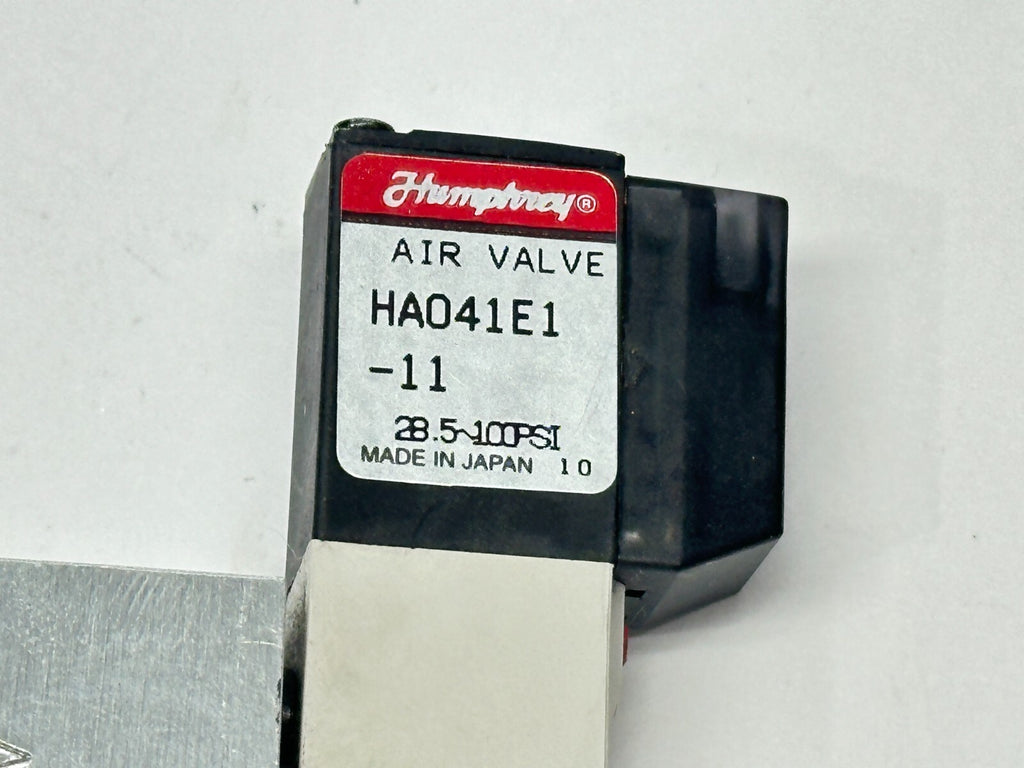 Humphrey®
AIR VALVE
HA041E1
-11
28.5~100PSI
MADE IN JAPAN 10